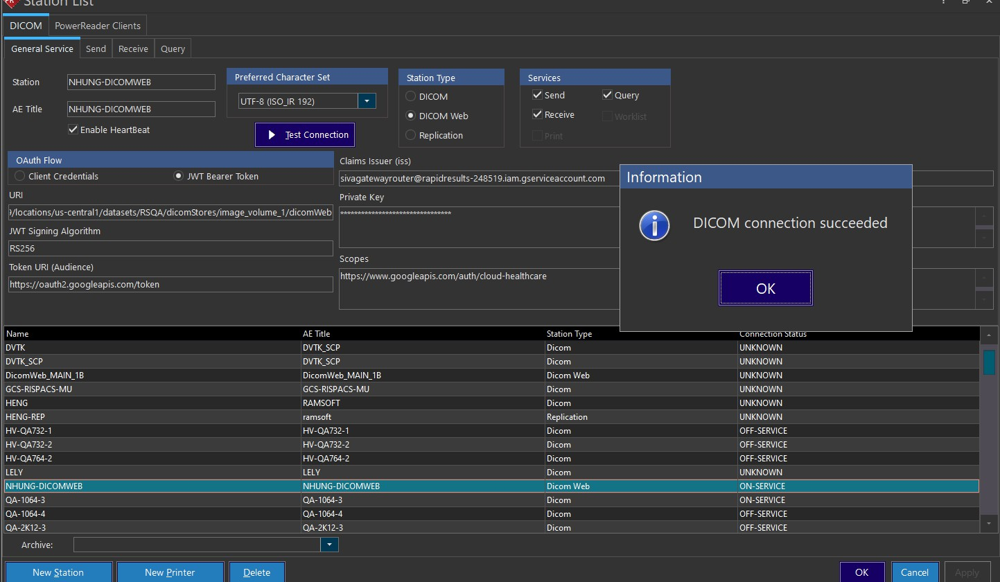 Station List
DICOM PowerReader Clients
General Service Send Receive Query
Station NHUNG-DICOMWEB
AE Title NHUNG-DICOMWEB
Enable HeartBeat
Preferred Character Set
UTF-8 (ISO_IR 192)
Test Connection
Station Type
DICOM
DICOM Web
Replication
Services
Send Query
Receive Worklist
Print
OAuth Flow
Client Credentials JWT Bearer Token
URI
/locations/us-central1/datasets/RSQA/dicomStores/image_volume_1/dicomWeb
JWT Signing Algorithm
RS256
Token URI (Audience)
https://oauth2.googleapis.com/token
Claims Issuer (iss)
sivagatewayrouter@rapidresults-248519.iam.gserviceaccount.com
Private Key
********************************
Scopes
https://www.googleapis.com/auth/cloud-healthcare
Information
DICOM connection succeeded
OK
Name AE Title Station Type Connection Status
DVTK DVTK_SCP Dicom UNKNOWN
DVTK_SCP DVTK_SCP Dicom UNKNOWN
DicomWeb_MAIN_1B DicomWeb_MAIN_1B Dicom Web UNKNOWN
GCS-RISPACS-MU GCS-RISPACS-MU Dicom UNKNOWN
HENG RAMSOFT Dicom UNKNOWN
HENG-REP ramsoft Replication UNKNOWN
HV-QA732-1 HV-QA732-1 Dicom OFF-SERVICE
HV-QA732-2 HV-QA732-2 Dicom OFF-SERVICE
HV-QA764-2 HV-QA764-2 Dicom OFF-SERVICE
LELY LELY Dicom UNKNOWN
NHUNG-DICOMWEB NHUNG-DICOMWEB Dicom Web ON-SERVICE
QA-1064-3 QA-1064-3 Dicom ON-SERVICE
QA-1064-4 QA-1064-4 Dicom OFF-SERVICE
QA-2K12-3 QA-2K12-3 Dicom OFF-SERVICE
Archive:
New Station New Printer Delete OK Cancel Apply